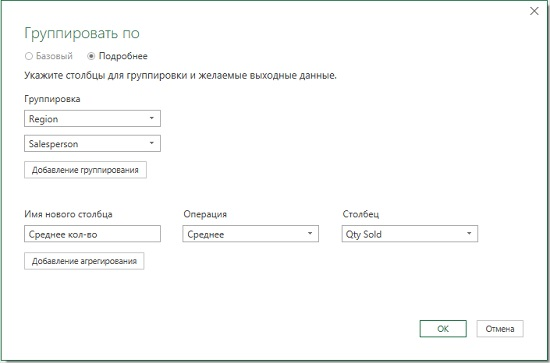 Группировать по
Базовый Подробнее
Укажите столбцы для группировки и желаемые выходные данные.
Группировка
Region
Salesperson
Добавление группирования
Имя нового столбца Операция Столбец
Среднее кол-во Среднее Qty Sold
Добавление агрегирования
ОК Отмена